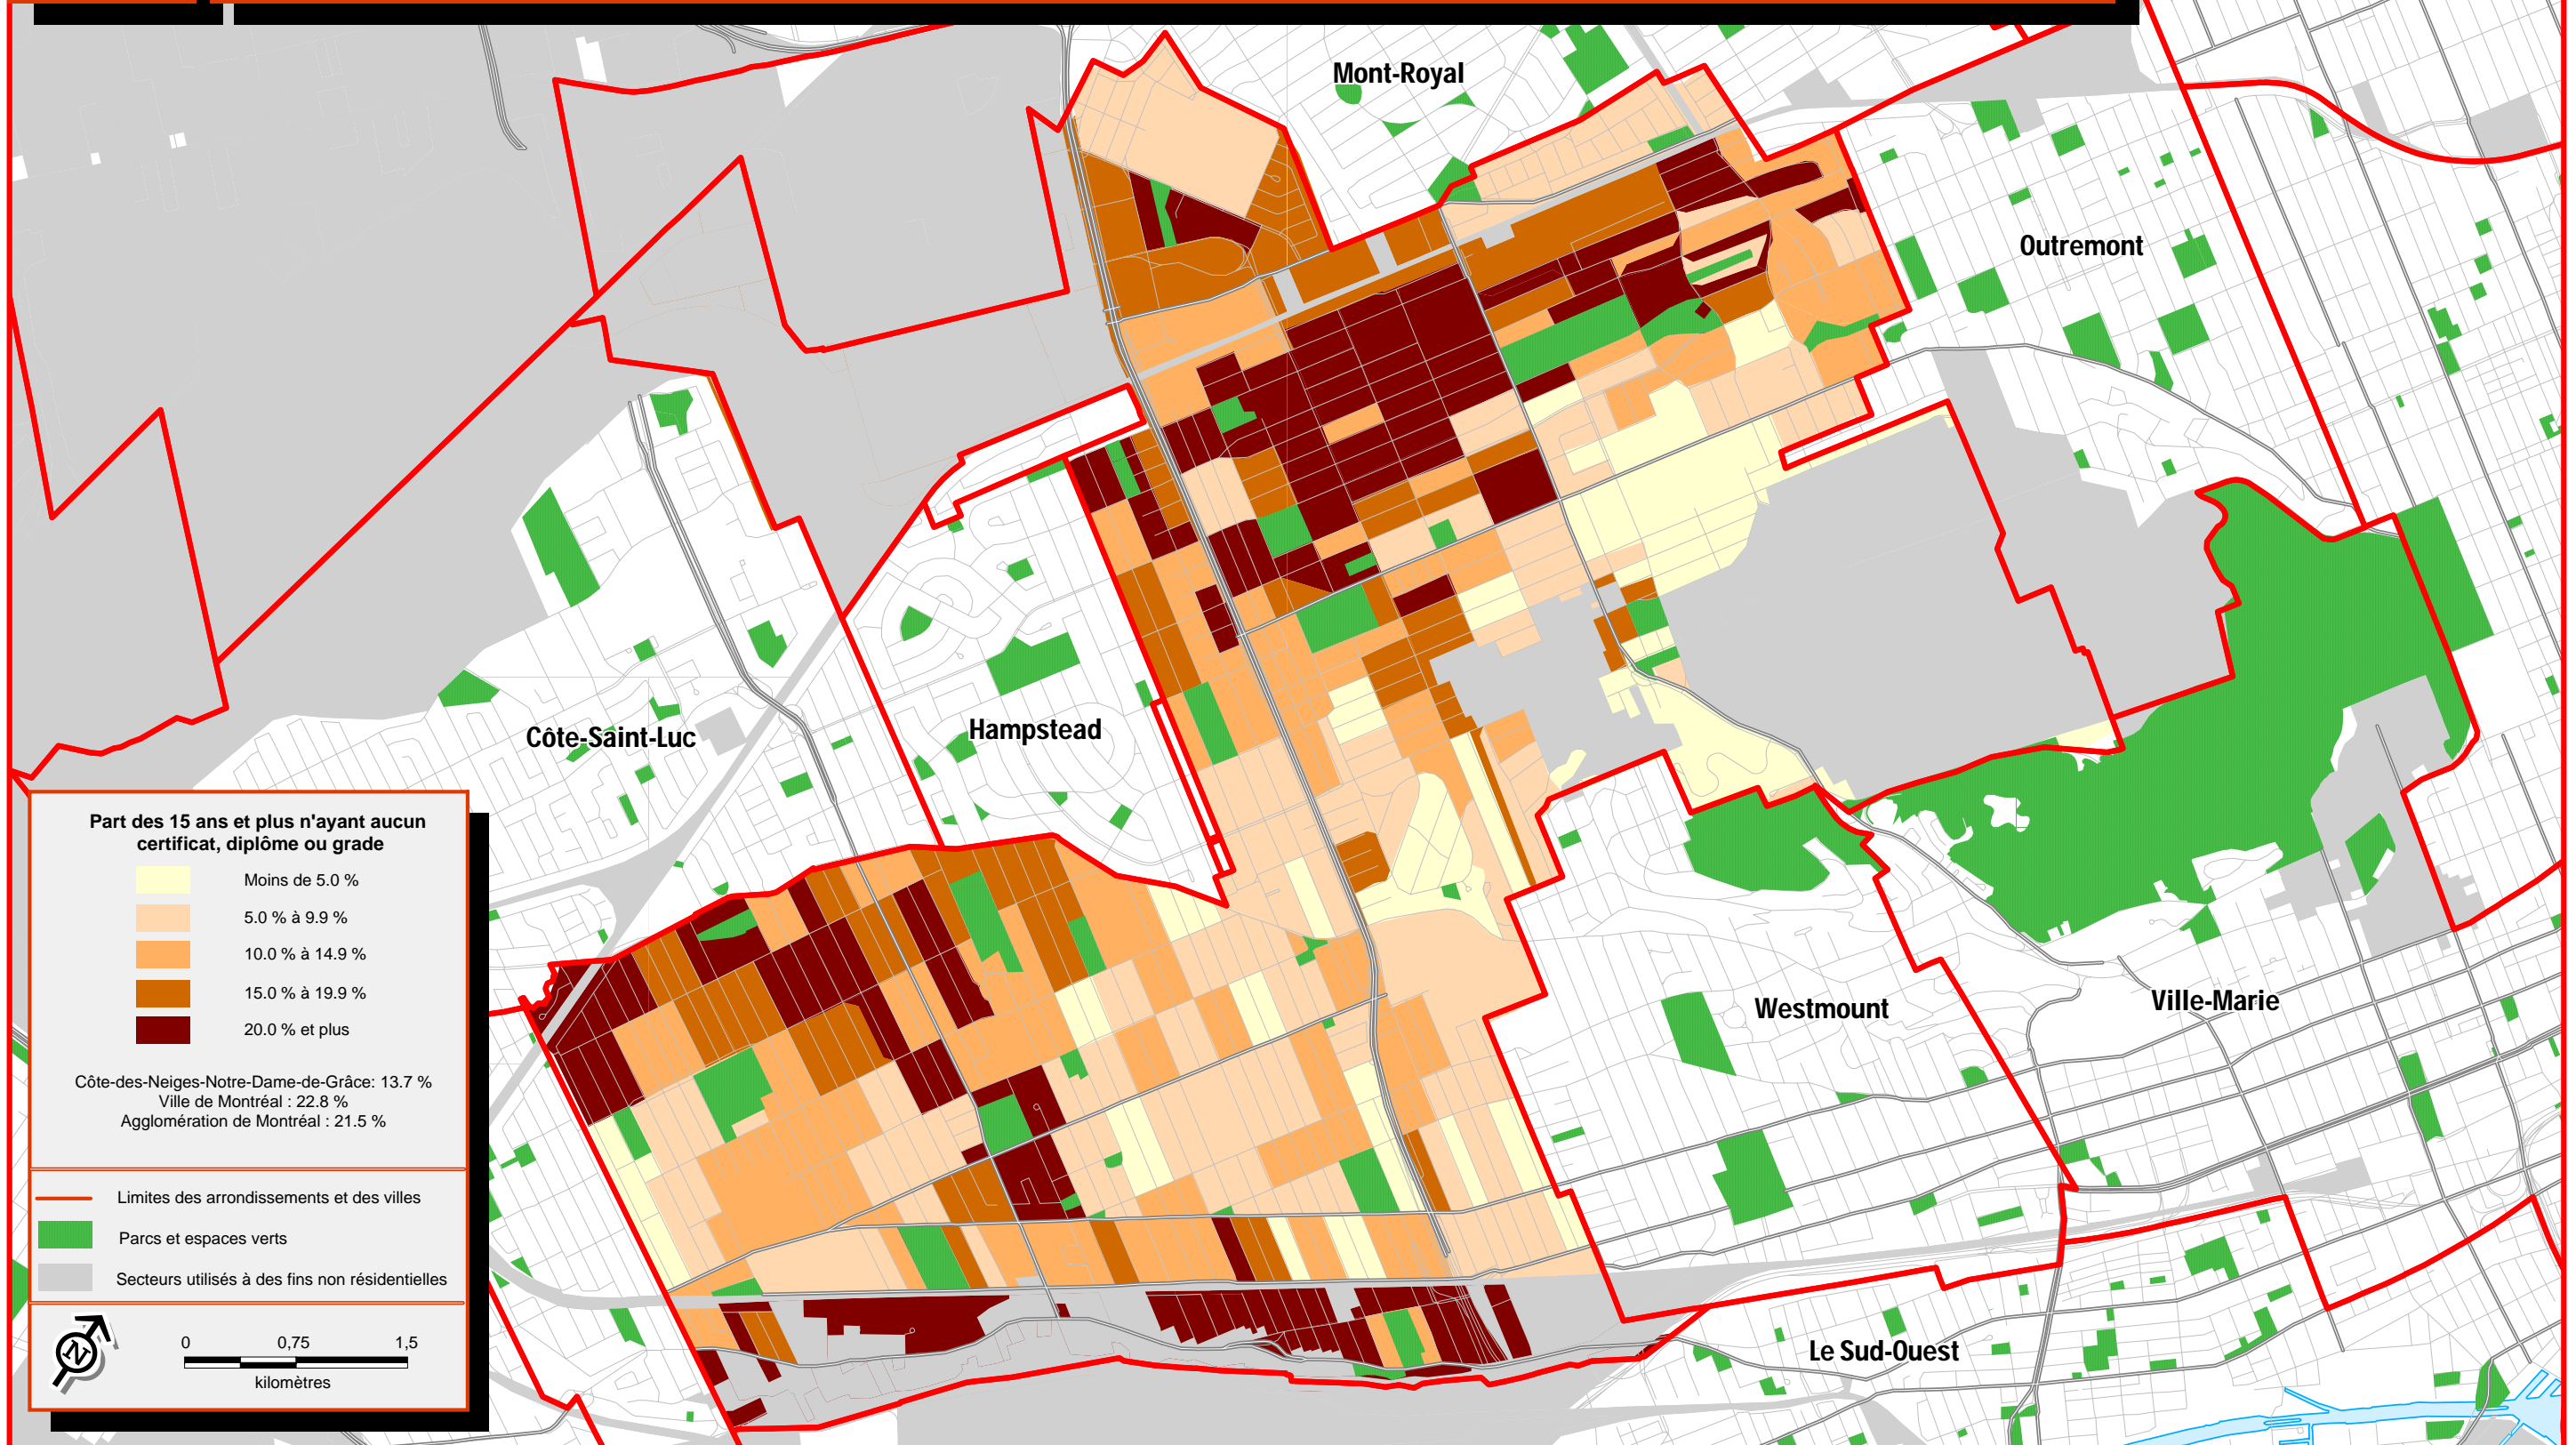 Mont-Royal
Outremont
Côte-Saint-Luc
Hampstead
Westmount
Ville-Marie
Le Sud-Ouest
Part des 15 ans et plus n'ayant aucun
certificat, diplôme ou grade
Moins de 5.0 %
5.0 % à 9.9 %
10.0 % à 14.9 %
15.0 % à 19.9 %
20.0 % et plus
Côte-des-Neiges-Notre-Dame-de-Grâce: 13.7 %
Ville de Montréal : 22.8 %
Agglomération de Montréal : 21.5 %
Limites des arrondissements et des villes
Parcs et espaces verts
Secteurs utilisés à des fins non résidentielles
N
0 0,75 1,5
kilomètres